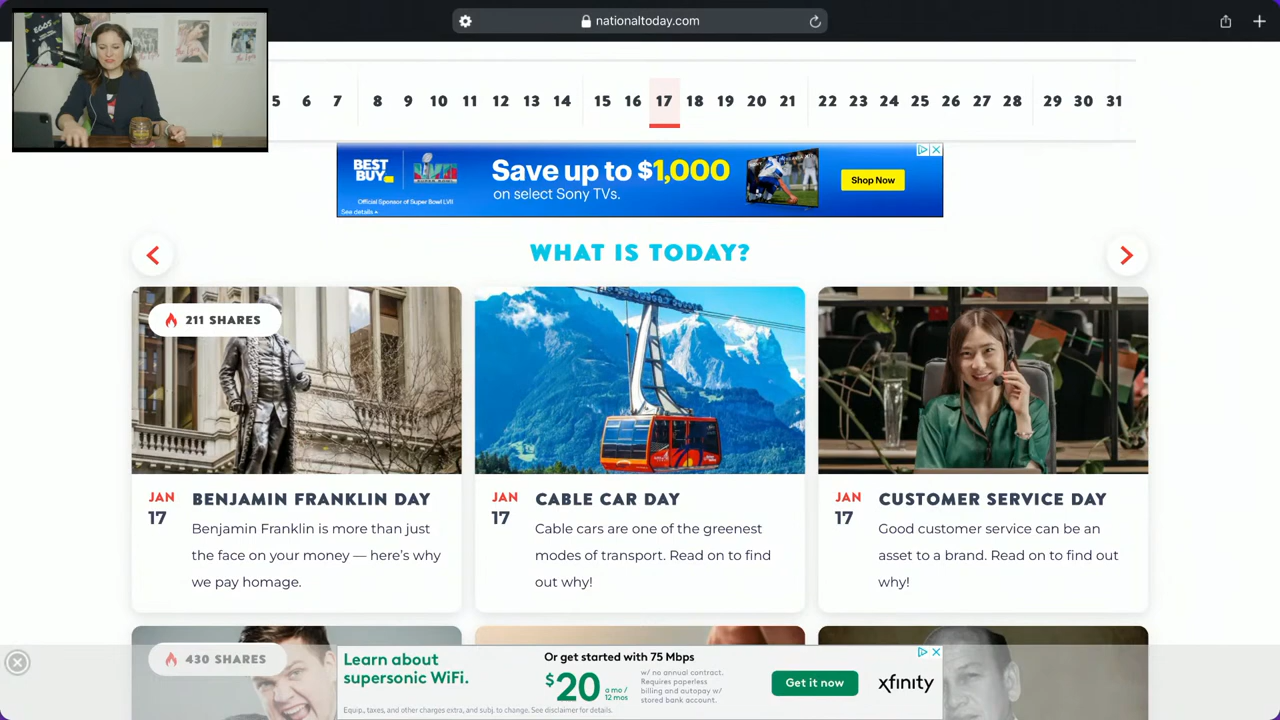 nationaltoday.com
5 6 7 8 9 10 11 12 13 14 15 16 17 18 19 20 21 22 23 24 25 26 27 28 29 30 31
BEST BUY
Official Sponsor of Super Bowl LVII
See details
Save up to $1,000
on select Sony TVs.
Shop Now
WHAT IS TODAY?
211 SHARES
JAN
17
BENJAMIN FRANKLIN DAY
Benjamin Franklin is more than just
the face on your money — here's why
we pay homage.
JAN
17
CABLE CAR DAY
Cable cars are one of the greenest
modes of transport. Read on to find
out why!
JAN
17
CUSTOMER SERVICE DAY
Good customer service can be an
asset to a brand. Read on to find out
why!
430 SHARES
Learn about
supersonic WiFi.
Equip., taxes, and other charges extra, and subj. to change. See disclaimer for details.
Or get started with 75 Mbps
$20 a mo / 12 mos
w/ no annual contract.
Requires paperless
billing and autopay w/
stored bank account.
Get it now
xfinity